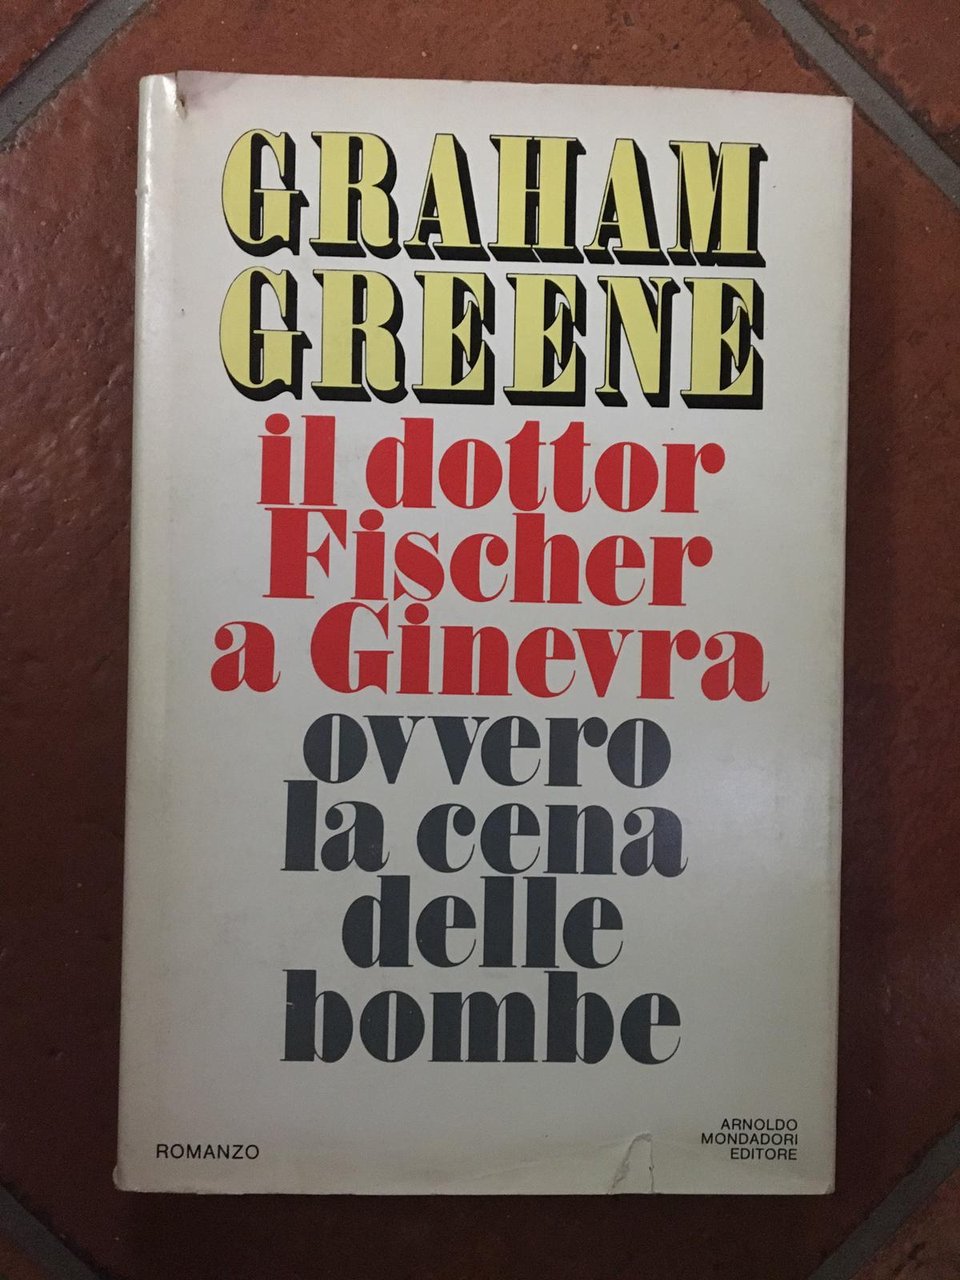 GRAHAM
GREENE
il dottor
Fischer
a Ginevra
ovvero
la cena
delle
bombe
ROMANZO
ARNOLDO
MONDADORI
EDITORE